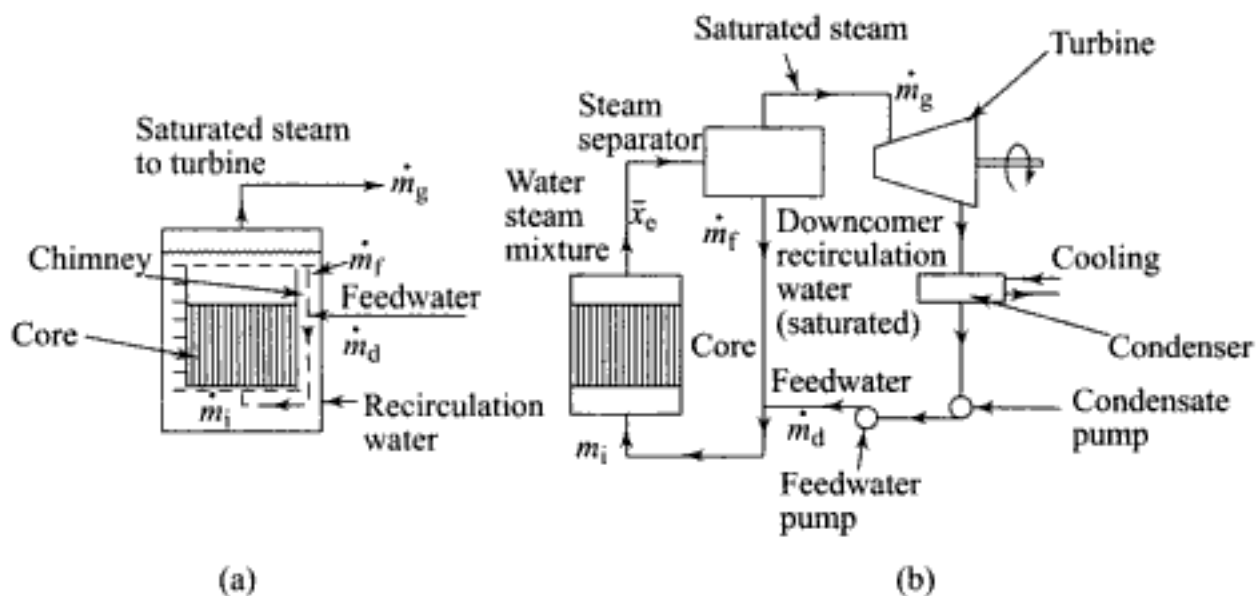 Saturated steam
to turbine
ṁg
Chimney
ṁf
Feedwater
Core
ṁd
ṁi
Recirculation
water
(a)
Saturated steam
Turbine
ṁg
Steam
separator
Water
steam
mixture
x̄e
ṁf
Downcomer
recirculation
water
(saturated)
Cooling
Core
Condenser
Feedwater
Condensate
pump
mi
ṁd
Feedwater
pump
(b)